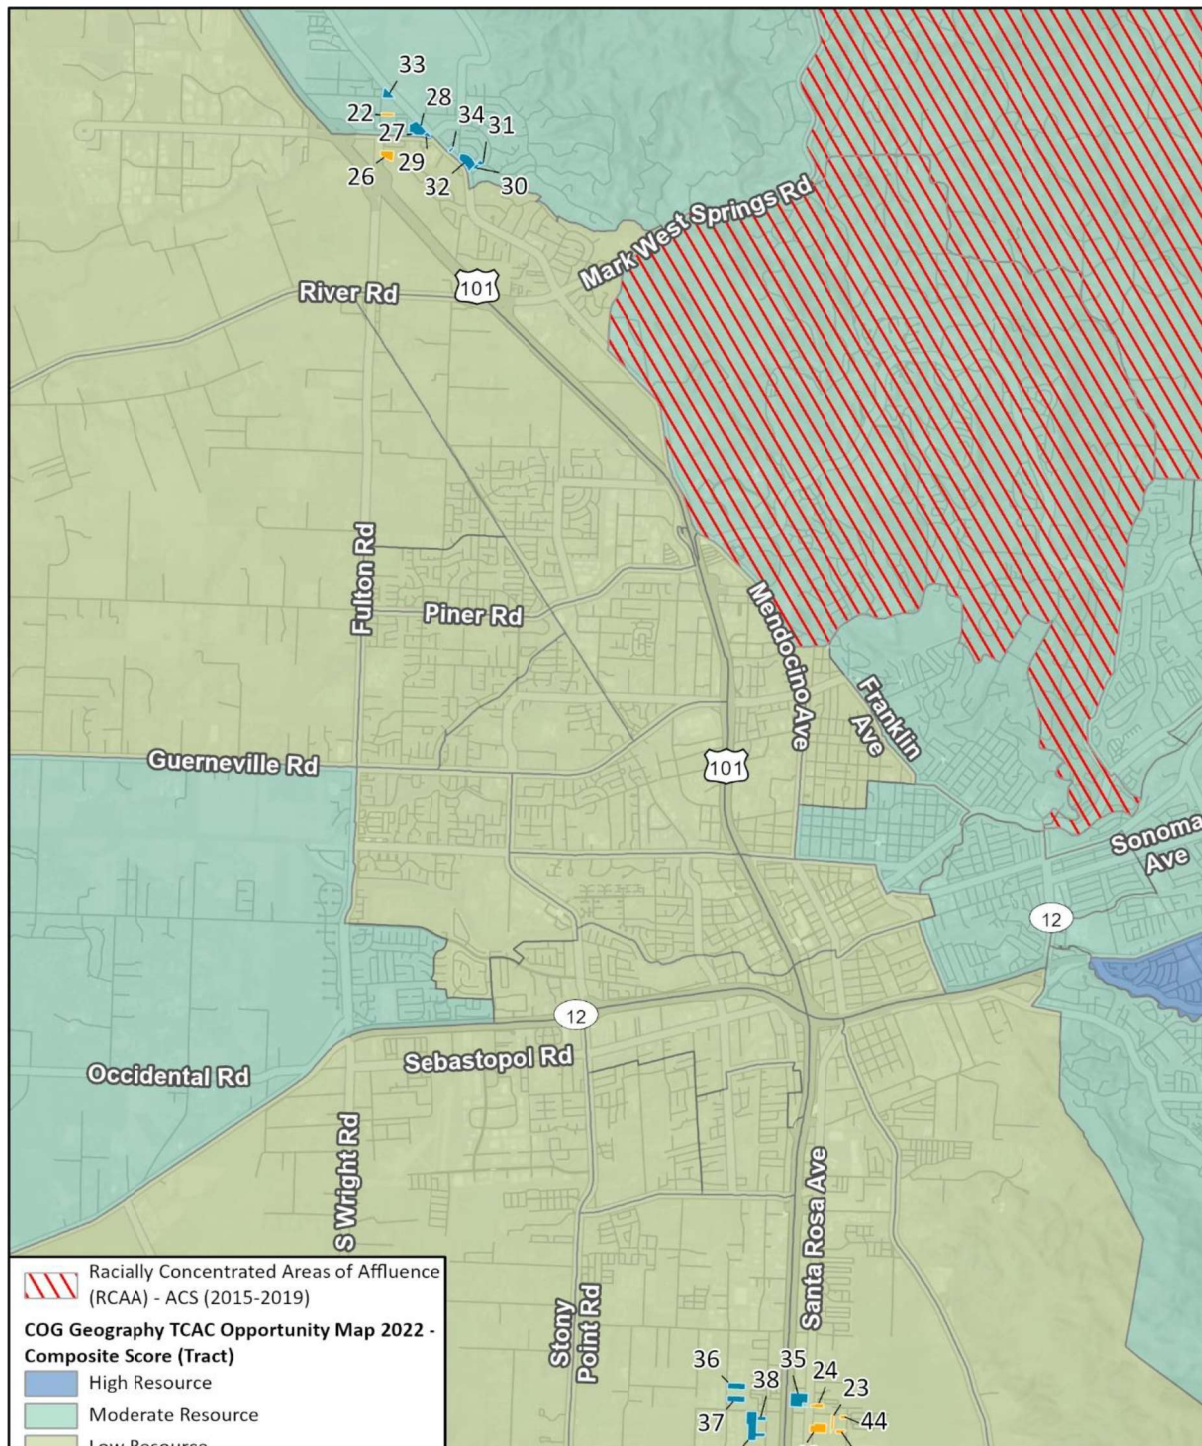 33
28
22
34
31
27
29
26
32
30
Mark West Springs Rd
River Rd
101
Fulton Rd
Piner Rd
Mendocino Ave
Franklin
Ave
Guerneville Rd
101
Sonoma
Ave
12
12
Sebastopol Rd
Occidental Rd
S Wright Rd
Santa Rosa Ave
Stony
Point Rd
36
35
24
38
23
37
44
Racially Concentrated Areas of Affluence
(RCAA) - ACS (2015-2019)
COG Geography TCAC Opportunity Map 2022 -
Composite Score (Tract)
High Resource
Moderate Resource
Low Resource